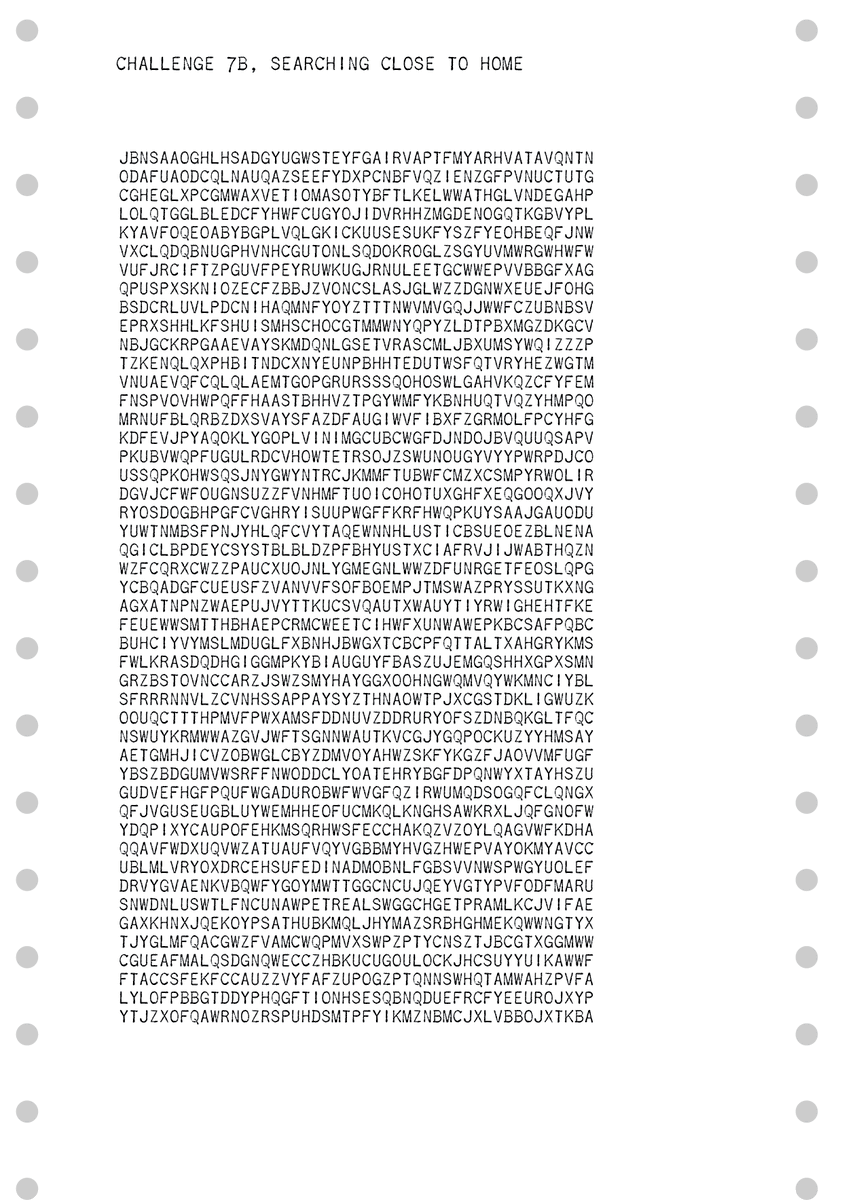 CHALLENGE 7B, SEARCHING CLOSE TO HOME
JBNSAAOGHLHSADGYUGWSTEYFGAIRVAPTFMYARHVATAVQNTN
ODAFUAODCQLNAUQAZSEEFYDXPCNBFVQZIENZGFPVNUCTUTG
CGHEGLXPCGMWAXVETIOMASOTYBFTLKELWWATHGLVNDEGAHP
LOLQTGGLBLEDCFYHWFCUGYOJIDVRHHZMGDENOGQTKGBVYPL
KYAVFOQEOABYBGPLVQLGKICKUUSESUKFYSZFYEOHBEQFJNW
VXCLQDQBNUGPHVNHCGUTONLSQDOKROGLZSGYUVMWRGWHWFW
VUFJRCIFTZPGUVFPEYRUWKUGJRNULEETGCWWEPVVBBGFXAG
QPUSPXSKNIOZECFZBBJZVONCSLASJGLWZZDGNWXEUEJFOHG
BSDCRLUVLPDCNIHAQMNFYOYZTTTNWVMVGQJJWWFCZUBNBSV
EPRXSHHLKFSHUISMHSCHOCGTMMWNYQPYZLDTPBXMGZDKGCV
NBJGCKRPGAAEVAYSKMDQNLGSETVRASCMLJBXUMSYWQIZZZP
TZKENQLQXPHBITNDCXNYEUNPBHHTEDUTWSFQTVRYHEZWGTM
VNUAEVQFCQLQLAEMTGOPGRURSSSQOHOSWLGAHVKQZCFYFEM
FNSPVOVHWPQFFHAASTBHHVZTPGYWMFYKBNHUQTVQZYHMPQO
MRNUFBLQRBZDXSVAYSFAZDFAUGIWVFIBXFZGRMOLFPCYHFG
KDFEVJPYAQOKLYGOPLVINIMGCUBCWGFDJNDOJBVQUUQSAPV
PKUBVWQPFUGULRDCVHOWTETRSOJZSWUNOUGYVYYPWRPDJCO
USSQPKOHWSQSJNYGWYNTRCJKMMFTUBWFCMZXCSMPYRWOLIR
DGVJCFWFOUGNSUZZFVNHMFTUOICOHOTUXGHFXEQGOOQXJVY
RYOSDOGBHPGFCVGHRYISUUPWGFFKRFHWQPKUYSAAJGAUODU
YUWTNMBSFPNJYHLQFCVYTAQEWNNHLUSTICBSUEOEZBLNENA
QGICLBPDEYCSYSTBLBLDZPFBHYUSTXCIAFRVJIJWABTHQZN
WZFCQRXCWZZPAUCXUOJNLYGMEGNLWWZDFUNRGETFEOSLQPG
YCBQADGFCUEUSFZVANVVFSOFBOEMPJTMSWAZPRYSSUTKXNG
AGXATNPNZWAEPUJVYTTKUCSVQAUTXWAUYTIYRWIGHEHTFKE
FEUEWWSMTTHBHAEPCRMCWEETCIHWFXUNWAWEPKBCSAFPQBC
BUHCIYVYMSLMDUGLFXBNHJBWGXTCBCPFQTTALTXAHGRYKMS
FWLKRASDQDHGIGGMPKYBIAUGUYFBASZUJEMGQSHHXGPXSMN
GRZBSTOVNCCARZJSWZSMYHAYGGXOOHNGWQMVQYWKMNCIYBL
SFRRRNNVLZCVNHSSAPPAYSYZTHNAOWTPJXCGSTDKLIGWUZK
OOUQCTTTHPMVFPWXAMSFDDNUVZDDRURYOFSZDNBQKGLTFQC
NSWUYKRMWWAZGVJWFTSGNNWAUTKVCGJYGQPOCKUZYYHMSAY
AETGMHJICVZOBWGLCBYZDMVOYAHWZSKFYKGZFJAOVVMFUGF
YBSZBDGUMVWSRFFNWODDCLYOATEHRYBGFDPQNWYXTAYHSZU
GUDVEFHGFPQUFWGADUROBWFWVGFQZIRWUMQDSOGQFCLQNGX
QFJVGUSEUGBLUYWEMHHEOFUCMKQLKNGHSAWKRXLJQFGNOFW
YDQPIXYCAUPOFEHKMSQRHWSFECCHAKQZVZOYLQAGVWFKDHA
QQAVFWDXUQVWZATUAUFVQYVGBBMYHVGZHWEPVAYOKMYAVCC
UBLMLVRYOXDRCEHSUFEDINADMOBNLFGBSVVNWSPWGYUOLEF
DRVYGVAENKVBQWFYGOYMWTTGGCNCUJQEYVGTYPVFODFMARU
SNWDNLUSWTLFNCUNAWPETREALSWGGCHGETPRAMLKCJVIFAE
GAXKHNXJQEKOYPSATHUBKMQLJHYMAZSRBHGHMEKQWWNGTYX
TJYGLMFQACGWZFVAMCWQPMVXSWPZPTYCNSZTJBCGTXGGMWW
CGUEAFMALQSDGNQWECCZHBKUCUGOULOCKJHCSUYYUIKAWWF
FTACCSFEKFCCAUZZVYFAFZUPOGZPTQNNSWHQTAMWAHZPVFA
LYLOFPBBGTDDYPHQGFTIONHSESQBNQDUEFRCFYEEUROJXYP
YTJZXOFQAWRNOZRSPUHDSMTPFYIKMZNBMCJXLVBBOJXTKBA